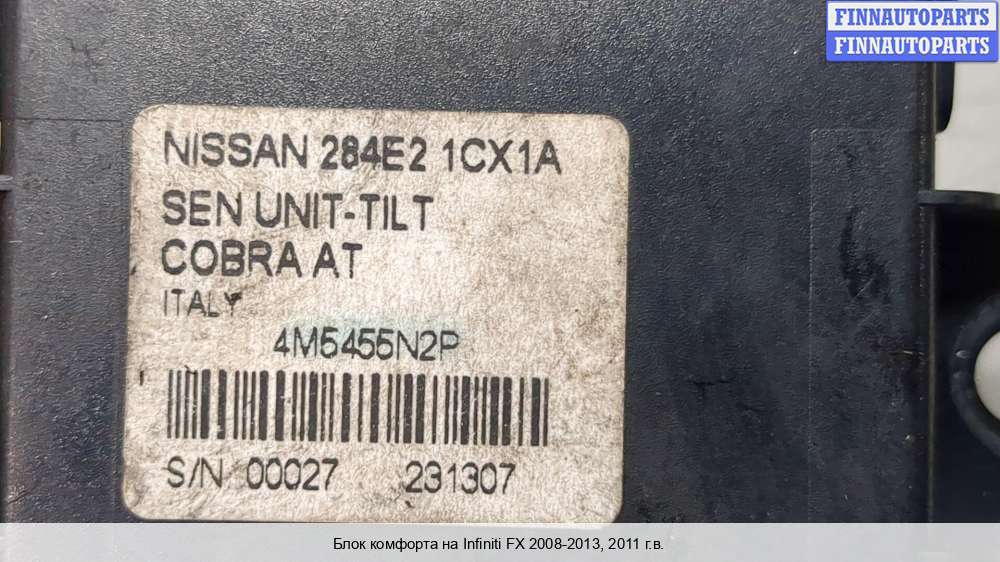 FINNAUTOPARTS
FINNAUTOPARTS
NISSAN 284E2 1CX1A
SEN UNIT-TILT
COBRA AT
ITALY
4M5455N2P
S/N 00027 231307
Блок комфорта на Infiniti FX 2008-2013, 2011 г.в.